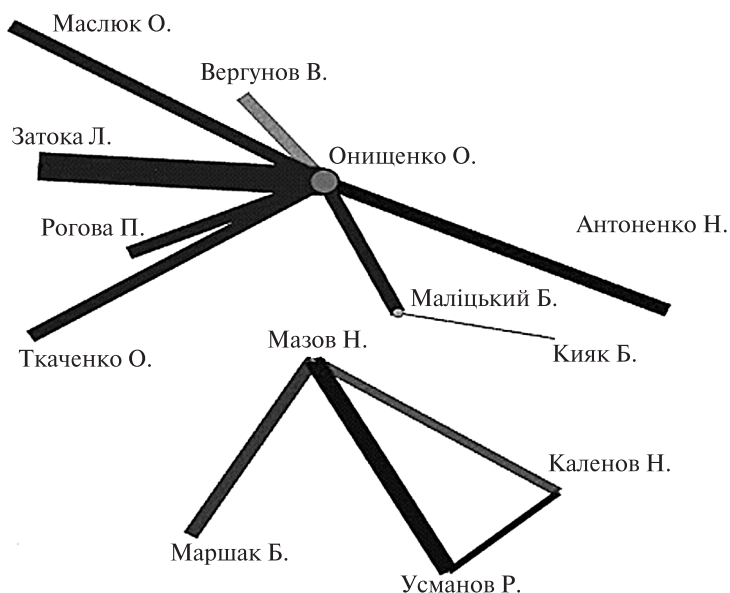 Маслюк О.
Вергунов В.
Затока Л.
Онищенко О.
Рогова П.
Антоненко Н.
Маліцький Б.
Мазов Н.
Кияк Б.
Ткаченко О.
Каленов Н.
Маршак Б.
Усманов Р.